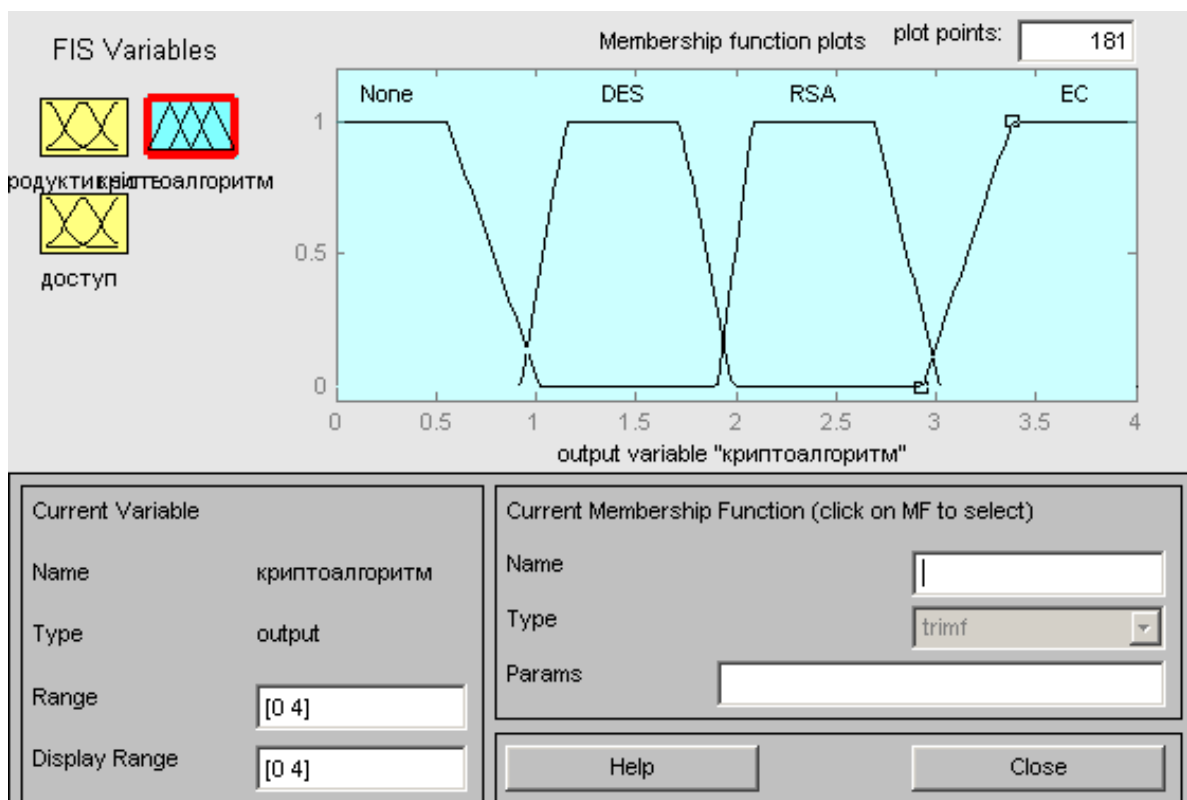 FIS Variables
Membership function plots
plot points:
181
криптоалгоритм
доступ
None
DES
RSA
EC
1
0.5
0
0
0.5
1
1.5
2
2.5
3
3.5
4
output variable "криптоалгоритм"
Current Variable
Name
криптоалгоритм
Type
output
Range
[0 4]
Display Range
[0 4]
Current Membership Function (click on MF to select)
Name
Type
trimf
Params
Help
Close